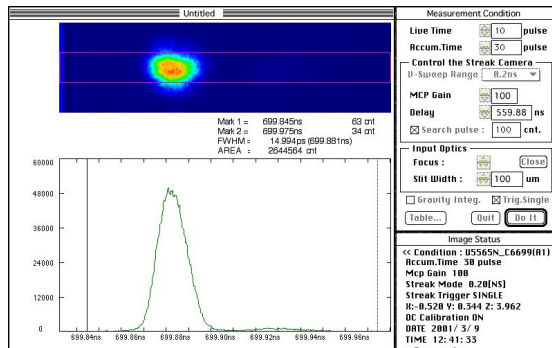 Untitled
Mark 1 = 699.845ns 63 cnt
Mark 2 = 699.975ns 34 cnt
FWHM = 14.994ps (699.881ns)
AREA = 2644564 cnt
60000
48000
36000
24000
12000
0
699.84ns 699.86ns 699.88ns 699.90ns 699.92ns 699.94ns 699.96ns
Measurement Condition
Live Time 10 pulse
Accum.Time 30 pulse
Control the Streak Camera
V-Sweep Range 0.2ns
MCP Gain 100
Delay 559.88 ns
Search pulse : 100 cnt.
Input Optics
Focus : Close
Slit Width : 100 um
Gravity Integ. Trig.Single
Table... Quit Do It
Image Status
<< Condition : U5565N_C6699(A1)
Accum.Time 30 pulse
Mcp Gain 100
Streak Mode 0.20[NS]
Streak Trigger SINGLE
X:-0.520 Y: 0.344 Z: 3.962
DC Calibration ON
DATE 2001/ 3/ 9
TIME 12: 41: 33